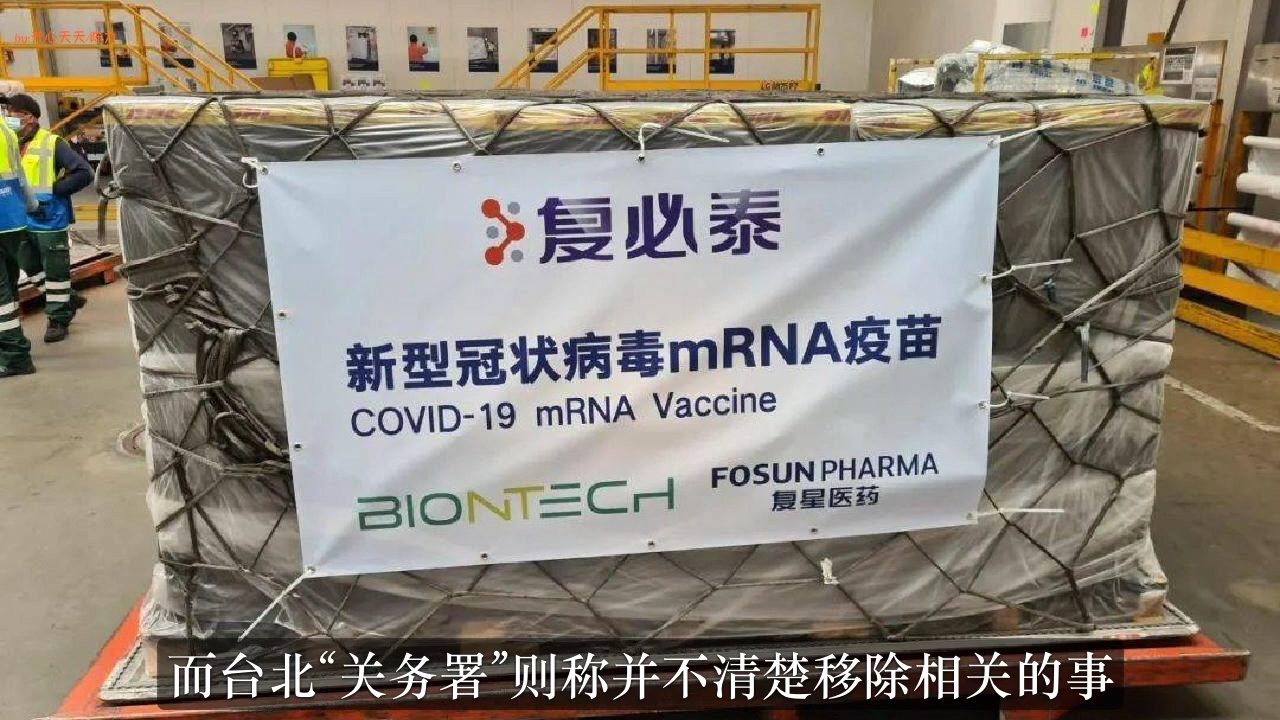 复必泰
新型冠状病毒mRNA疫苗
COVID-19 mRNA Vaccine
BIONTECH
FOSUN PHARMA
复星医药
而台北“关务署”则称并不清楚移除相关的事